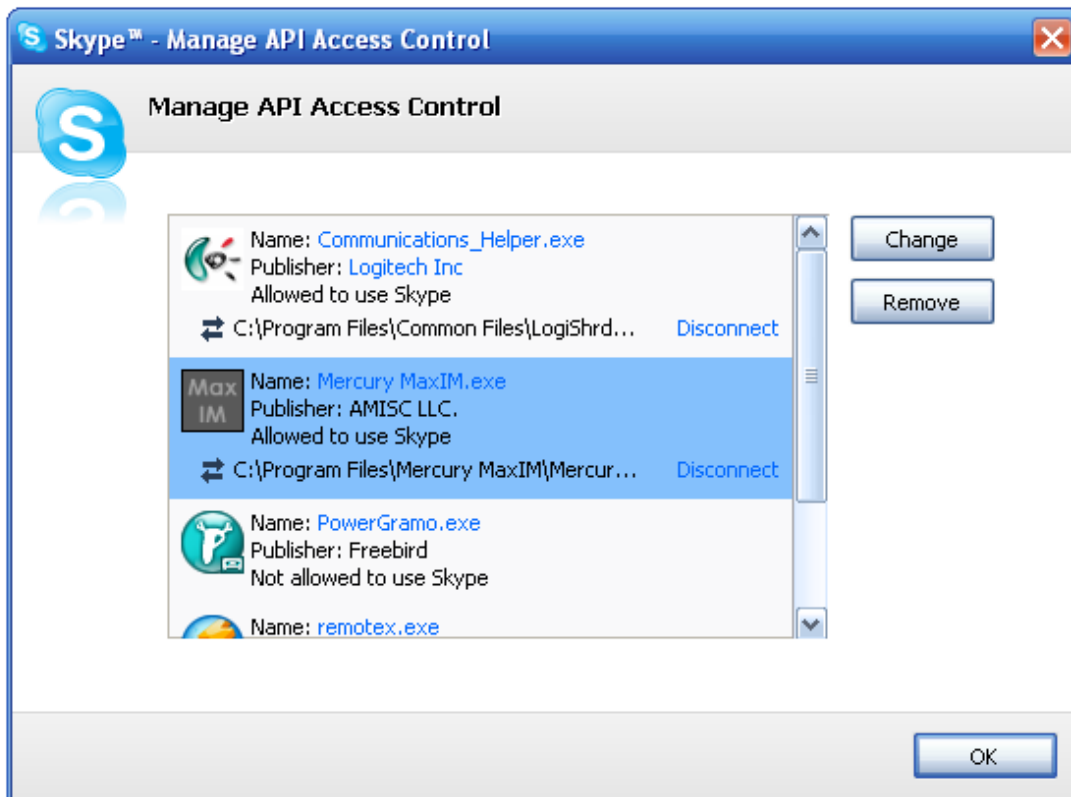 Skype™ - Manage API Access Control
Manage API Access Control
S
Name: Communications_Helper.exe
Publisher: Logitech Inc
Allowed to use Skype
C:\Program Files\Common Files\LogiShrd... Disconnect
Change
Remove
Max
IM
Name: Mercury MaxIM.exe
Publisher: AMISC LLC.
Allowed to use Skype
C:\Program Files\Mercury MaxIM\Mercur... Disconnect
Name: PowerGramo.exe
Publisher: Freebird
Not allowed to use Skype
Name: remotex.exe
OK